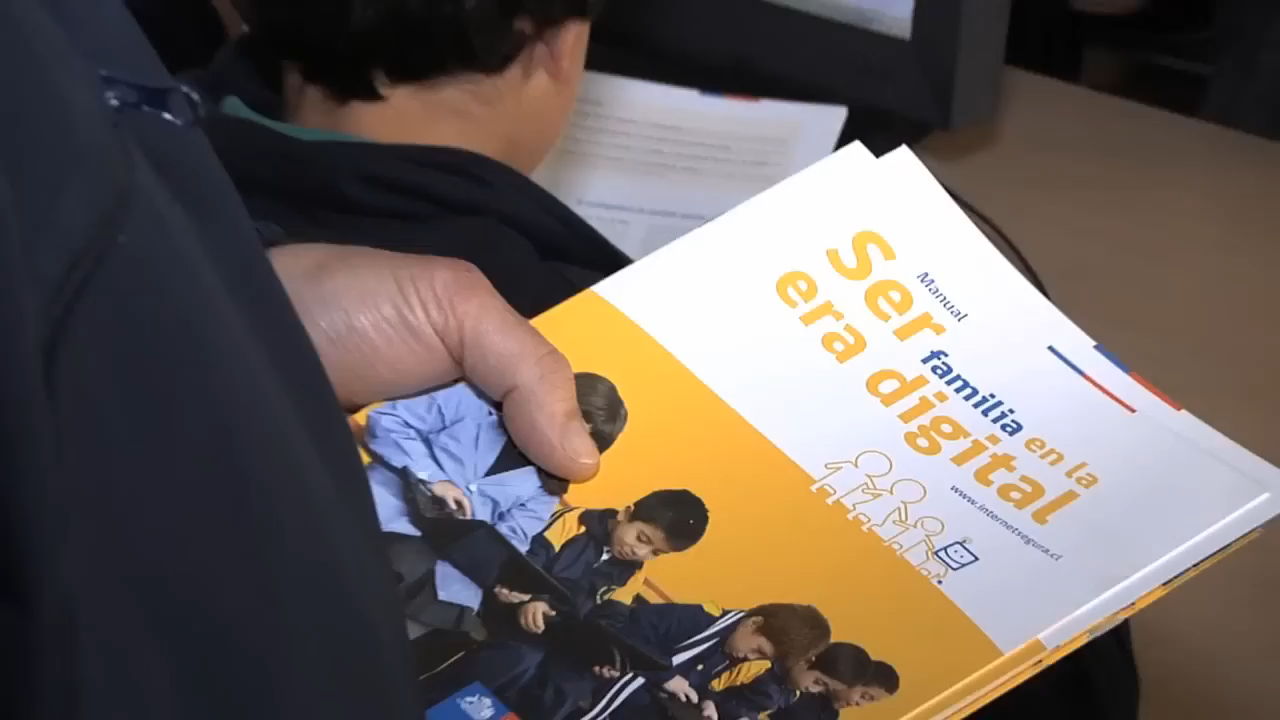 Manual
Ser familia en la
era digital
www.internetsegura.cl